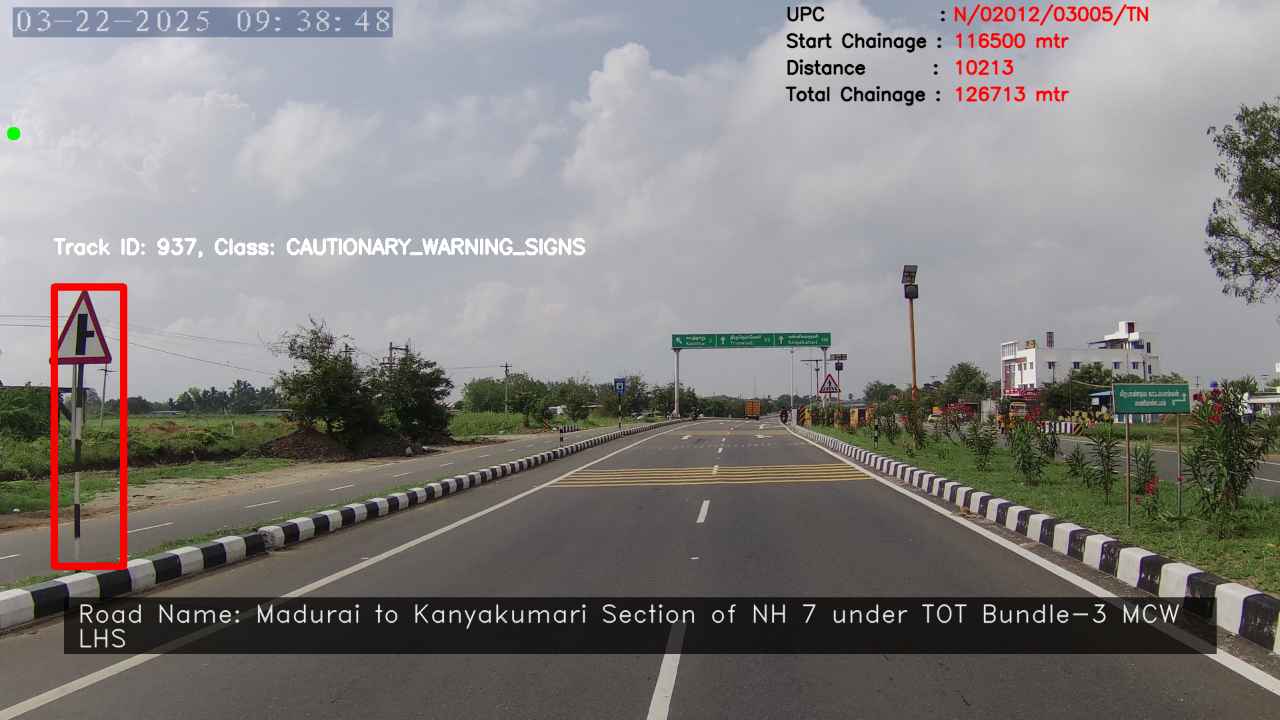 03-22-2025 09:38:48
UPC : N/02012/03005/TN
Start Chainage : 116500 mtr
Distance : 10213
Total Chainage : 126713 mtr
Track ID: 937, Class: CAUTIONARY_WARNING_SIGNS
Road Name: Madurai to Kanyakumari Section of NH 7 under TOT Bundle-3 MCW
LHS